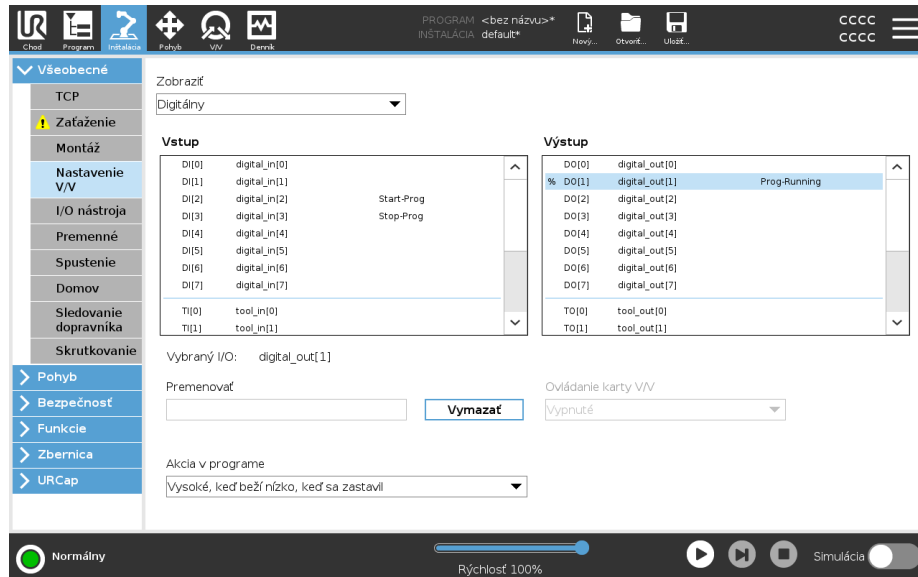 PROGRAM <bez názvu>*
INŠTALÁCIA default*
CCCC
CCCC
Chod Program Inštalácia Pohyb V/V Denník Nový... Otvoriť... Uložiť...
Všeobecné
TCP
Zaťaženie
Montáž
Nastavenie
V/V
I/O nástroja
Premenné
Spustenie
Domov
Sledovanie
dopravníka
Skrutkovanie
Pohyb
Bezpečnosť
Funkcie
Zbernica
URCap
Zobraziť
Digitálny
Vstup
DI[0] digital_in[0]
DI[1] digital_in[1]
DI[2] digital_in[2] Start-Prog
DI[3] digital_in[3] Stop-Prog
DI[4] digital_in[4]
DI[5] digital_in[5]
DI[6] digital_in[6]
DI[7] digital_in[7]
TI[0] tool_in[0]
TI[1] tool_in[1]
Výstup
DO[0] digital_out[0]
% DO[1] digital_out[1] Prog-Running
DO[2] digital_out[2]
DO[3] digital_out[3]
DO[4] digital_out[4]
DO[5] digital_out[5]
DO[6] digital_out[6]
DO[7] digital_out[7]
TO[0] tool_out[0]
TO[1] tool_out[1]
Vybraný I/O: digital_out[1]
Premenovať
Vymazať
Ovládanie karty V/V
Vypnuté
Akcia v programe
Vysoké, keď beží nízko, keď sa zastavil
Normálny
Rýchlosť 100%
Simulácia